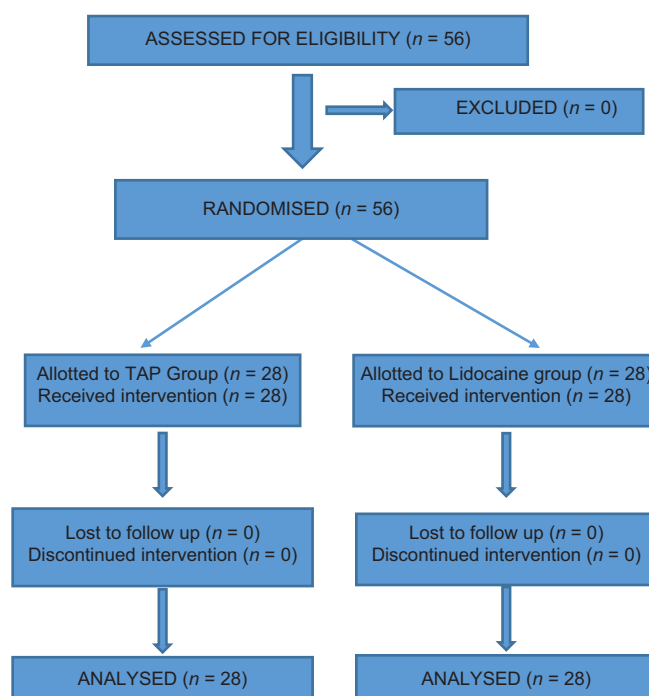 ASSESSED FOR ELIGIBILITY (n = 56)
EXCLUDED (n = 0)
RANDOMISED (n = 56)
Allotted to TAP Group (n = 28)
Received intervention (n = 28)
Allotted to Lidocaine group (n = 28)
Received intervention (n = 28)
Lost to follow up (n = 0)
Discontinued intervention (n = 0)
Lost to follow up (n = 0)
Discontinued intervention (n = 0)
ANALYSED (n = 28)
ANALYSED (n = 28)